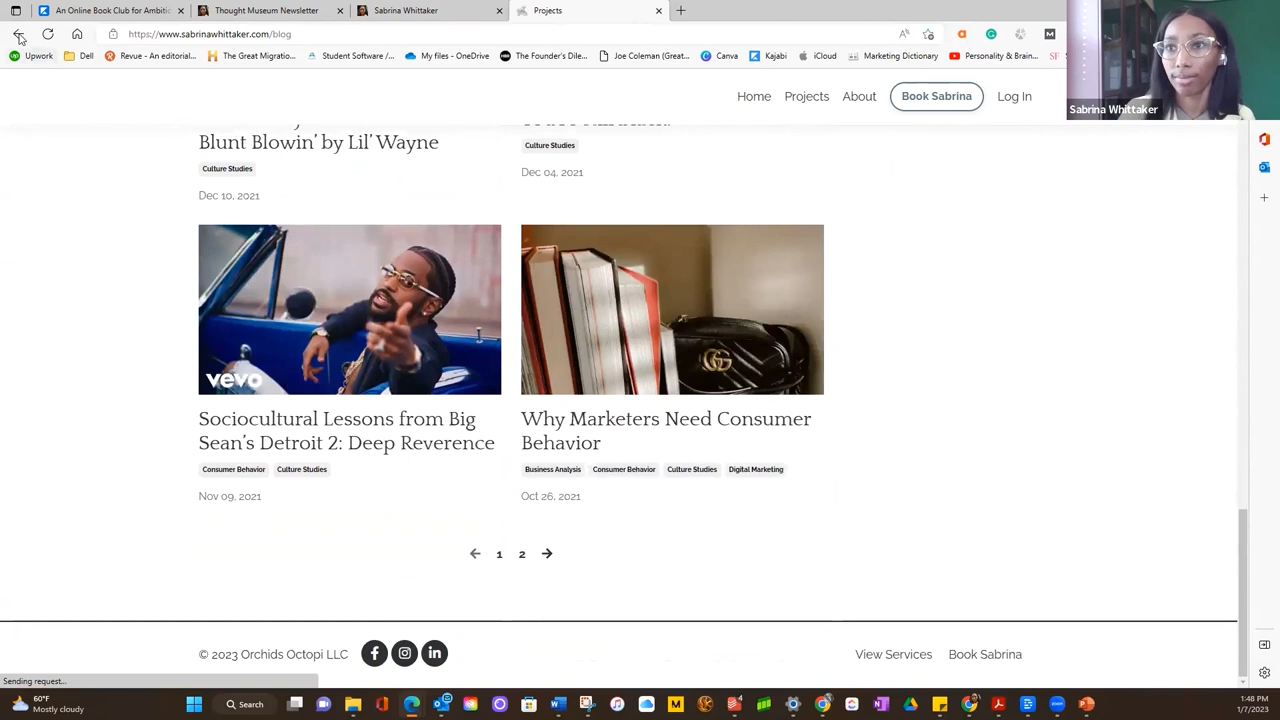 An Online Book Club for Ambitic
Thought Museum Newsletter
Sabrina Whittaker
Projects
https://www.sabrinawhittaker.com/blog
Upwork
Dell
Revue - An editorial...
The Great Migratio...
Student Software /...
My files - OneDrive
The Founder's Dile...
Joe Coleman (Great...
Canva
Kajabi
iCloud
Marketing Dictionary
Personality & Brain...
SF
Sabrina Whittaker
Home
Projects
About
Book Sabrina
Log In
Blunt Blowin' by Lil' Wayne
Culture Studies
Dec 10, 2021
Culture Studies
Dec 04, 2021
vevo
Sociocultural Lessons from Big
Sean's Detroit 2: Deep Reverence
Consumer Behavior
Culture Studies
Nov 09, 2021
Why Marketers Need Consumer
Behavior
Business Analysis
Consumer Behavior
Culture Studies
Digital Marketing
Oct 26, 2021
1
2
© 2023 Orchids Octopi LLC
View Services
Book Sabrina
Sending request...
60°F
Mostly cloudy
Search
1:48 PM
1/7/2023